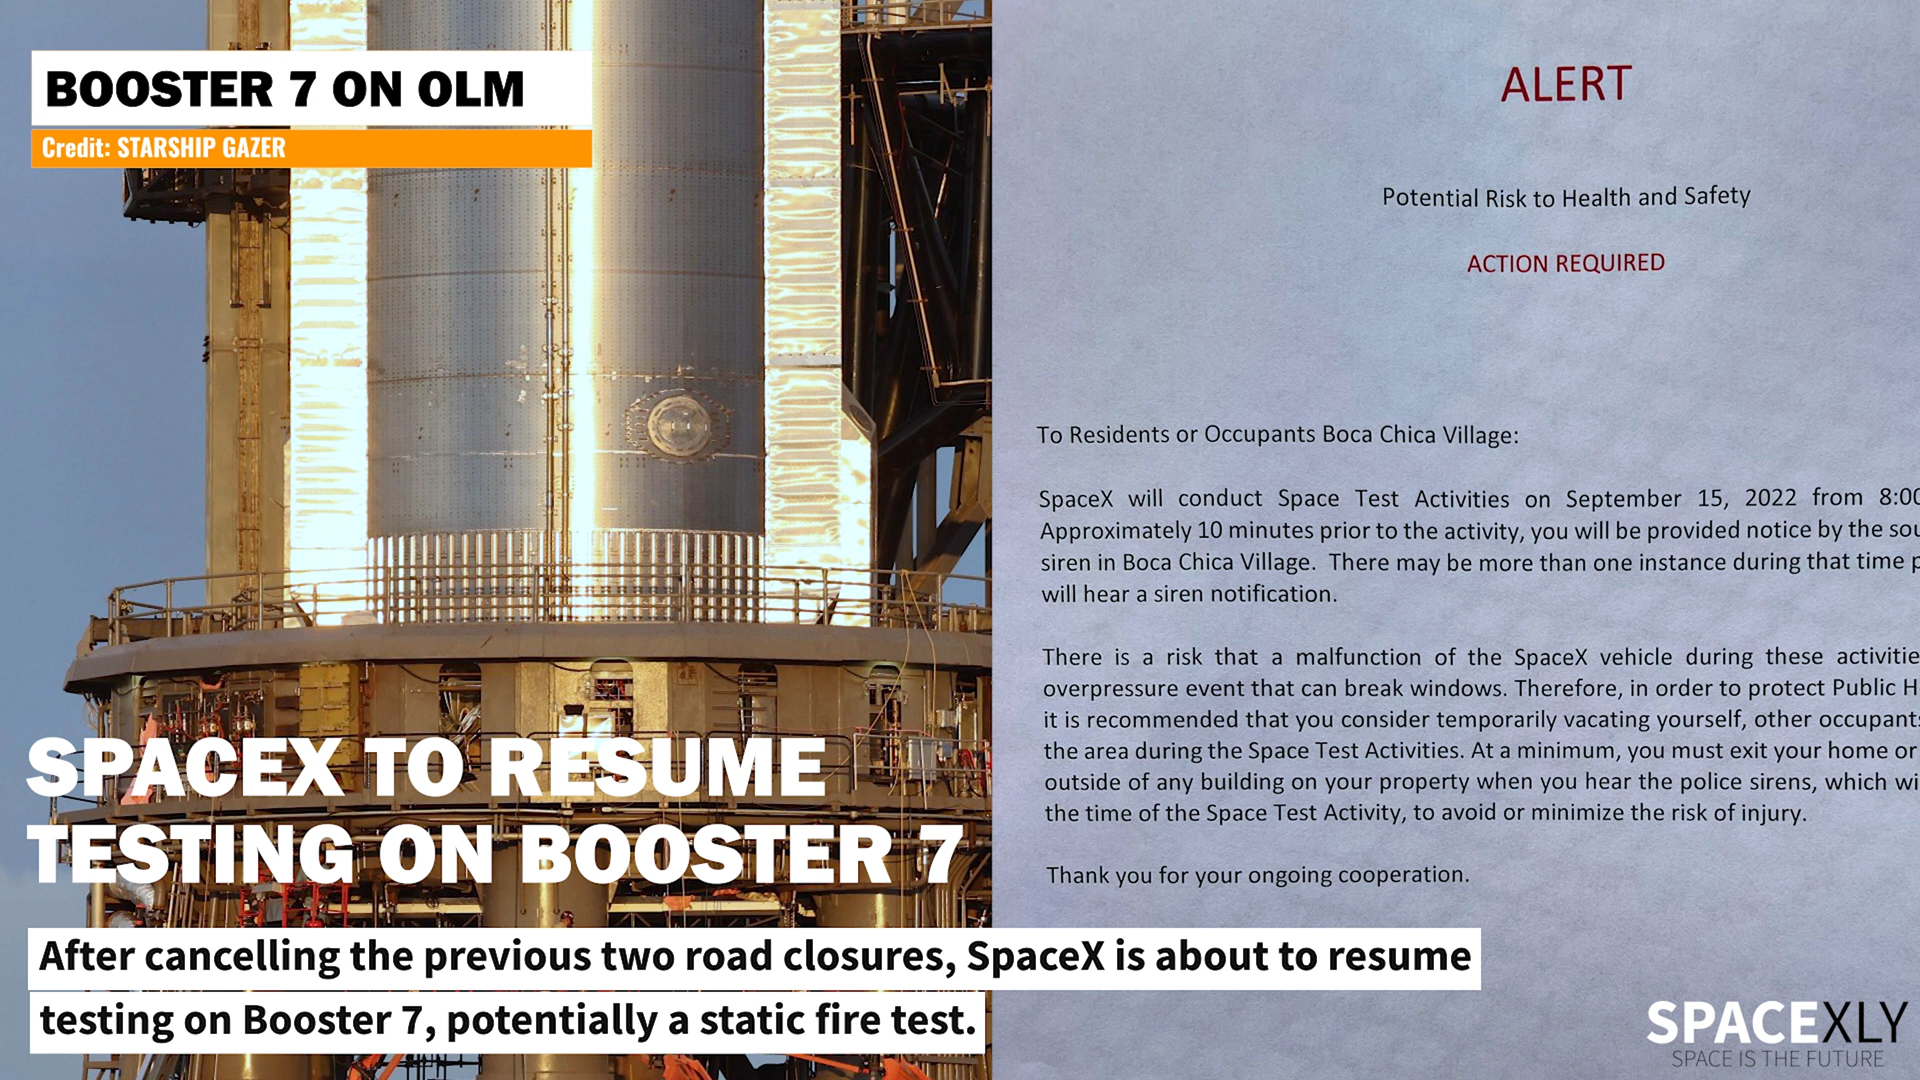 BOOSTER 7 ON OLM
Credit: STARSHIP GAZER
SPACEX TO RESUME
TESTING ON BOOSTER 7
After cancelling the previous two road closures, SpaceX is about to resume
testing on Booster 7, potentially a static fire test.
ALERT
Potential Risk to Health and Safety
ACTION REQUIRED
To Residents or Occupants Boca Chica Village:
SpaceX will conduct Space Test Activities on September 15, 2022 from 8:00
Approximately 10 minutes prior to the activity, you will be provided notice by the sou
siren in Boca Chica Village. There may be more than one instance during that time p
will hear a siren notification.
There is a risk that a malfunction of the SpaceX vehicle during these activitie
overpressure event that can break windows. Therefore, in order to protect Public H
it is recommended that you consider temporarily vacating yourself, other occupants
the area during the Space Test Activities. At a minimum, you must exit your home or
outside of any building on your property when you hear the police sirens, which wi
the time of the Space Test Activity, to avoid or minimize the risk of injury.
Thank you for your ongoing cooperation.
SPACEXLY
SPACE IS THE FUTURE